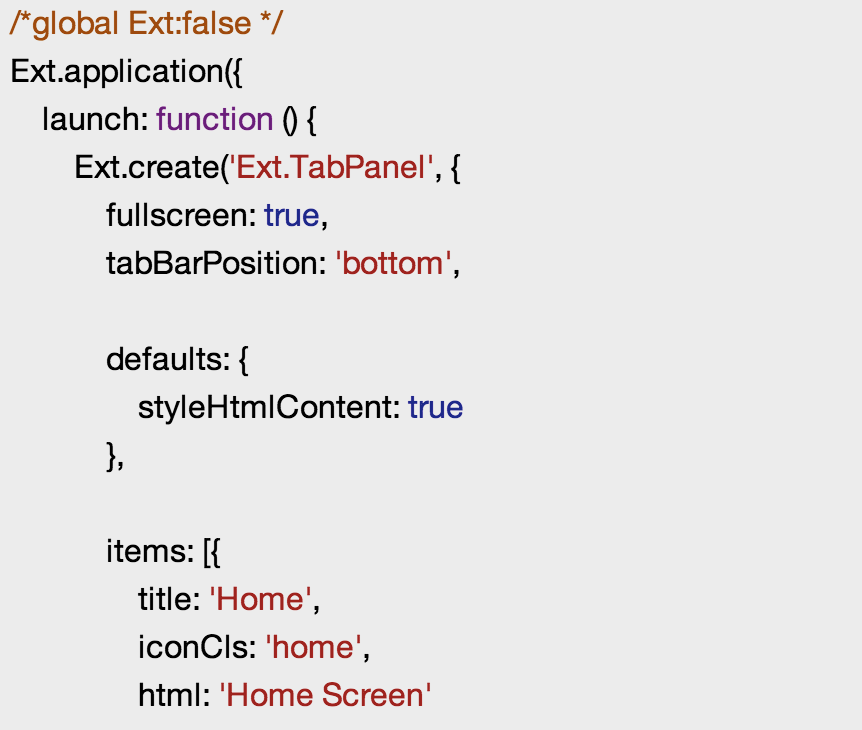 /*global Ext:false */
Ext.application({
    launch: function () {
        Ext.create('Ext.TabPanel', {
            fullscreen: true,
            tabBarPosition: 'bottom',

            defaults: {
                styleHtmlContent: true
            },

            items: [{
                title: 'Home',
                iconCls: 'home',
                html: 'Home Screen'